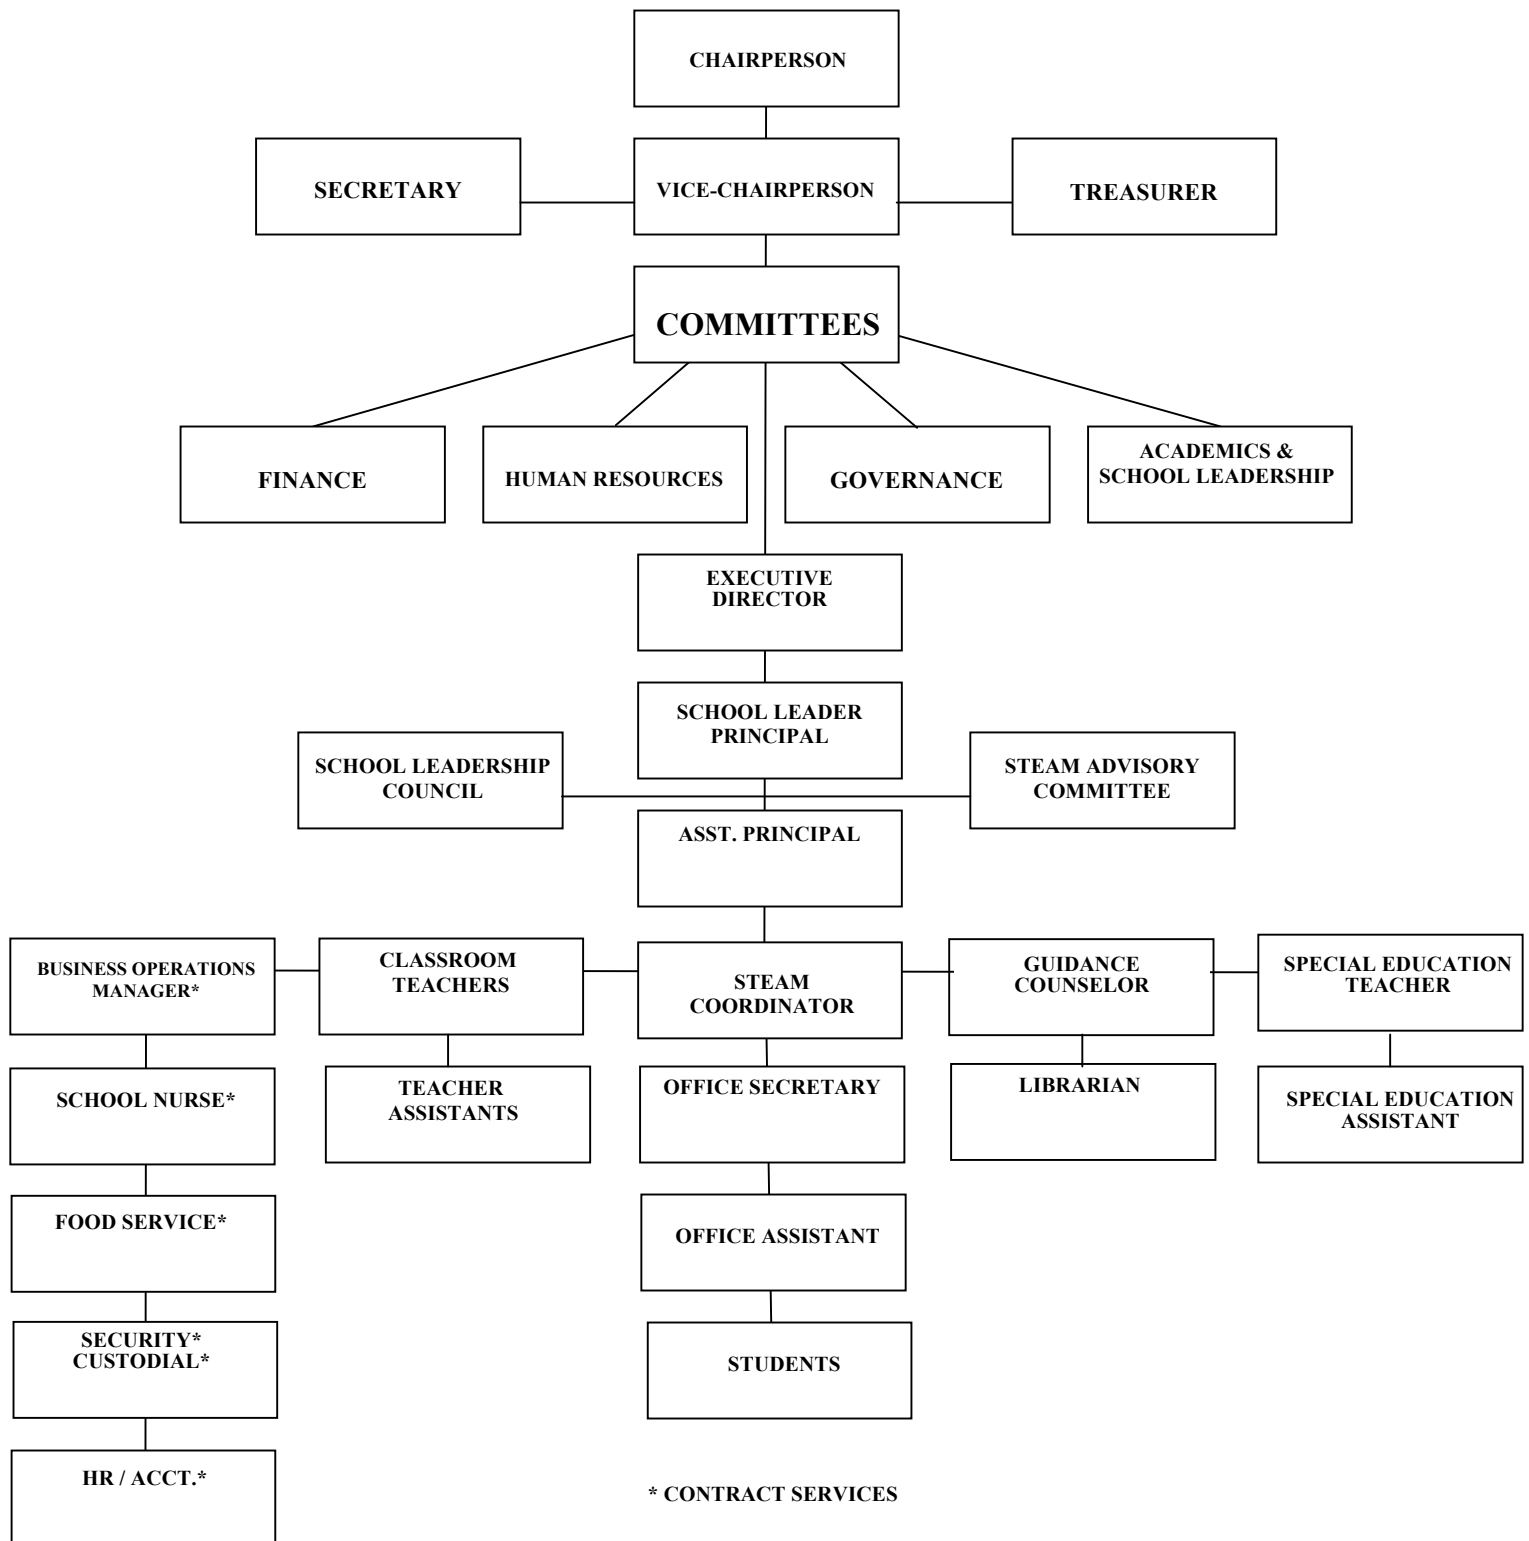 CHAIRPERSON
SECRETARY
VICE-CHAIRPERSON
TREASURER
COMMITTEES
FINANCE
HUMAN RESOURCES
GOVERNANCE
ACADEMICS &
SCHOOL LEADERSHIP
EXECUTIVE
DIRECTOR
SCHOOL LEADER
PRINCIPAL
SCHOOL LEADERSHIP
COUNCIL
STEAM ADVISORY
COMMITTEE
ASST. PRINCIPAL
BUSINESS OPERATIONS
MANAGER*
CLASSROOM
TEACHERS
STEAM
COORDINATOR
GUIDANCE
COUNSELOR
SPECIAL EDUCATION
TEACHER
SCHOOL NURSE*
TEACHER
ASSISTANTS
OFFICE SECRETARY
LIBRARIAN
SPECIAL EDUCATION
ASSISTANT
FOOD SERVICE*
OFFICE ASSISTANT
SECURITY*
CUSTODIAL*
STUDENTS
HR / ACCT.*
* CONTRACT SERVICES